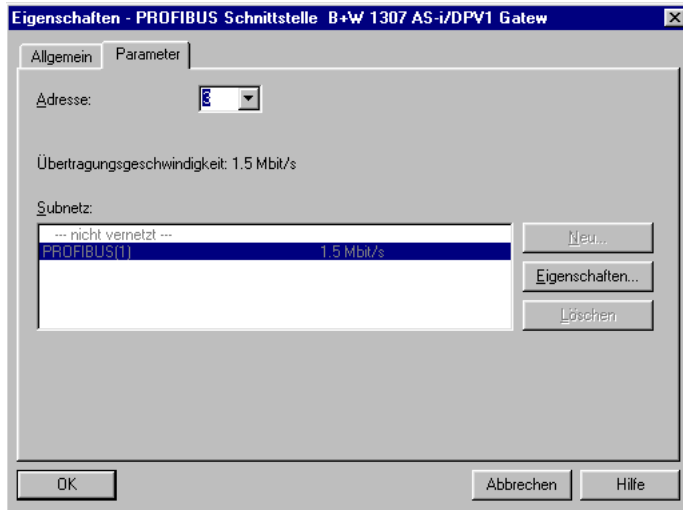 Eigenschaften - PROFIBUS Schnittstelle B+W 1307 AS-i/DPV1 Gatew
Allgemein Parameter
Adresse: 3
Übertragungsgeschwindigkeit: 1.5 Mbit/s
Subnetz:
--- nicht vernetzt ---
PROFIBUS(1) 1.5 Mbit/s
Neu...
Eigenschaften...
Löschen
OK Abbrechen Hilfe